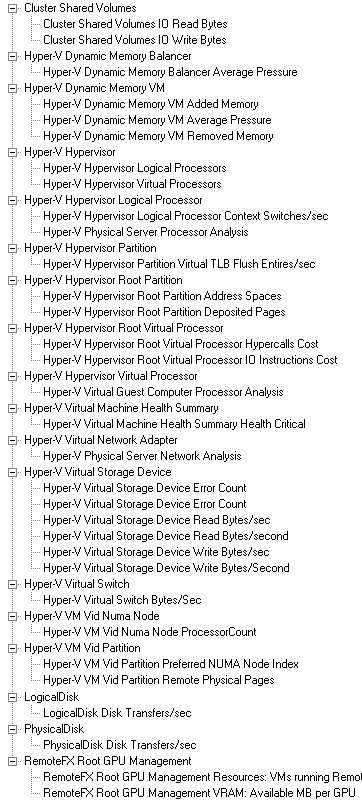 Cluster Shared Volumes
Cluster Shared Volumes IO Read Bytes
Cluster Shared Volumes IO Write Bytes
Hyper-V Dynamic Memory Balancer
Hyper-V Dynamic Memory Balancer Average Pressure
Hyper-V Dynamic Memory VM
Hyper-V Dynamic Memory VM Added Memory
Hyper-V Dynamic Memory VM Average Pressure
Hyper-V Dynamic Memory VM Removed Memory
Hyper-V Hypervisor
Hyper-V Hypervisor Logical Processors
Hyper-V Hypervisor Virtual Processors
Hyper-V Hypervisor Logical Processor
Hyper-V Hypervisor Logical Processor Context Switches/sec
Hyper-V Physical Server Processor Analysis
Hyper-V Hypervisor Partition
Hyper-V Hypervisor Partition Virtual TLB Flush Entires/sec
Hyper-V Hypervisor Root Partition
Hyper-V Hypervisor Root Partition Address Spaces
Hyper-V Hypervisor Root Partition Deposited Pages
Hyper-V Hypervisor Root Virtual Processor
Hyper-V Hypervisor Root Virtual Processor Hypercalls Cost
Hyper-V Hypervisor Root Virtual Processor IO Instructions Cost
Hyper-V Hypervisor Virtual Processor
Hyper-V Virtual Guest Computer Processor Analysis
Hyper-V Virtual Machine Health Summary
Hyper-V Virtual Machine Health Summary Health Critical
Hyper-V Virtual Network Adapter
Hyper-V Physical Server Network Analysis
Hyper-V Virtual Storage Device
Hyper-V Virtual Storage Device Error Count
Hyper-V Virtual Storage Device Error Count
Hyper-V Virtual Storage Device Read Bytes/sec
Hyper-V Virtual Storage Device Read Bytes/second
Hyper-V Virtual Storage Device Write Bytes/sec
Hyper-V Virtual Storage Device Write Bytes/Second
Hyper-V Virtual Switch
Hyper-V Virtual Switch Bytes/Sec
Hyper-V VM Vid Numa Node
Hyper-V VM Vid Numa Node ProcessorCount
Hyper-V VM Vid Partition
Hyper-V VM Vid Partition Preferred NUMA Node Index
Hyper-V VM Vid Partition Remote Physical Pages
LogicalDisk
LogicalDisk Disk Transfers/sec
PhysicalDisk
PhysicalDisk Disk Transfers/sec
RemoteFX Root GPU Management
RemoteFX Root GPU Management Resources: VMs running Remo
RemoteFX Root GPU Management VRAM: Available MB per GPU